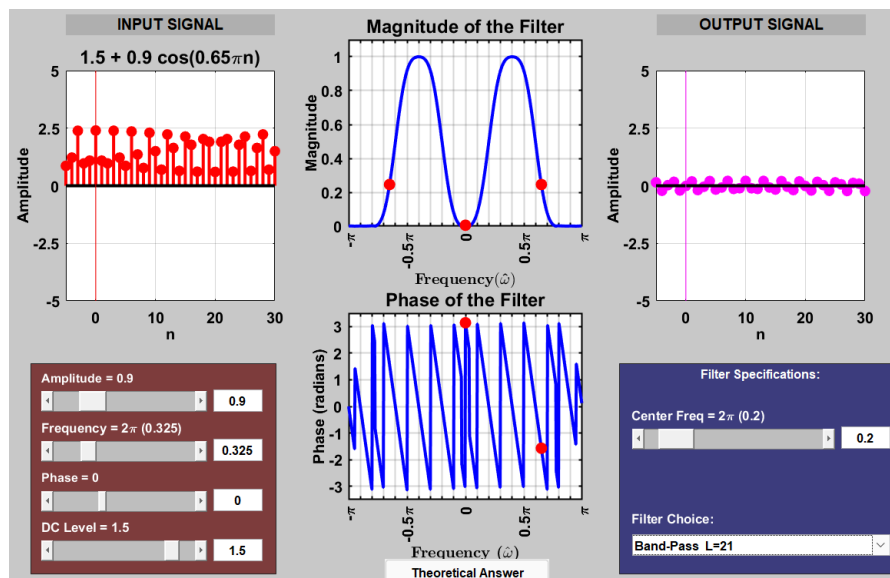 INPUT SIGNAL
1.5 + 0.9 cos(0.65πn)
Amplitude
5
2.5
0
-2.5
-5
0
10
20
30
n
Amplitude = 0.9
0.9
Frequency = 2π (0.325)
0.325
Phase = 0
0
DC Level = 1.5
1.5
Magnitude of the Filter
Magnitude
1
0.8
0.6
0.4
0.2
0
-π
-0.5π
0
0.5π
π
Frequency(ω̂)
Phase of the Filter
Phase (radians)
3
2
1
0
-1
-2
-3
-π
-0.5π
0
0.5π
π
Frequency (ω̂)
Theoretical Answer
OUTPUT SIGNAL
Amplitude
5
2.5
0
-2.5
-5
0
10
20
30
n
Filter Specifications:
Center Freq = 2π (0.2)
0.2
Filter Choice:
Band-Pass L=21